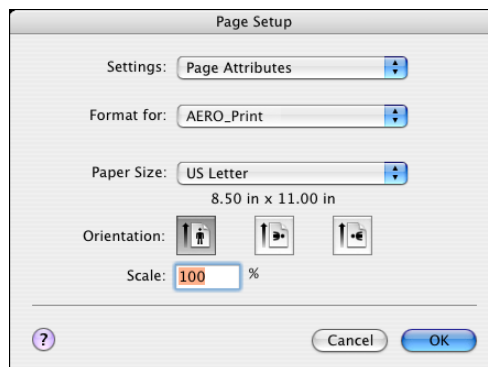 Page Setup
Settings: Page Attributes
Format for: AERO_Print
Paper Size: US Letter
8.50 in x 11.00 in
Orientation:
Scale: 100 %
? Cancel OK